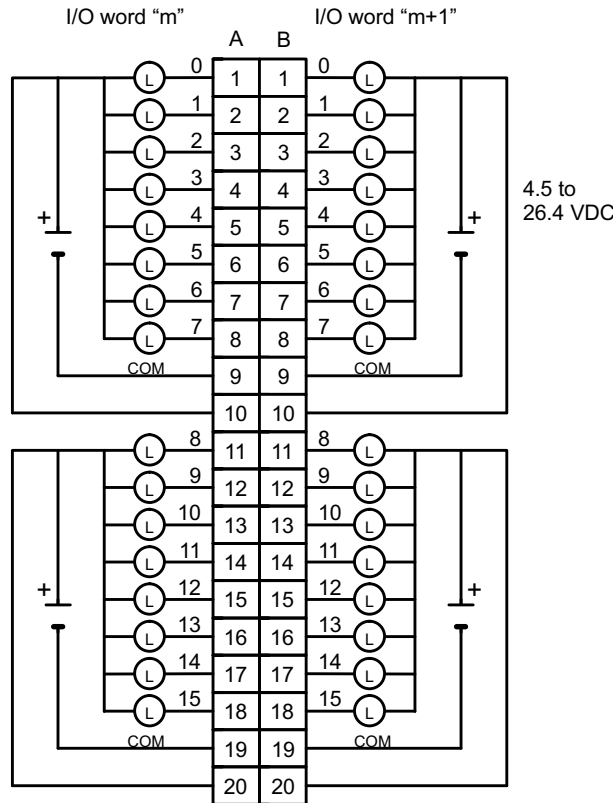 I/O word “m” I/O word “m+1”
A B
L 0 1 1 0 L
L 1 2 2 1 L
L 2 3 3 2 L
L 3 4 4 3 L
4.5 to
26.4 VDC
+ L 4 5 5 4 L +
L 5 6 6 5 L
L 6 7 7 6 L
L 7 8 8 7 L
COM 9 9 COM
10 10
L 8 11 11 8 L
L 9 12 12 9 L
L 10 13 13 10 L
L 11 14 14 11 L
+ L 12 15 15 12 L +
L 13 16 16 13 L
L 14 17 17 14 L
L 15 18 18 15 L
COM 19 19 COM
20 20